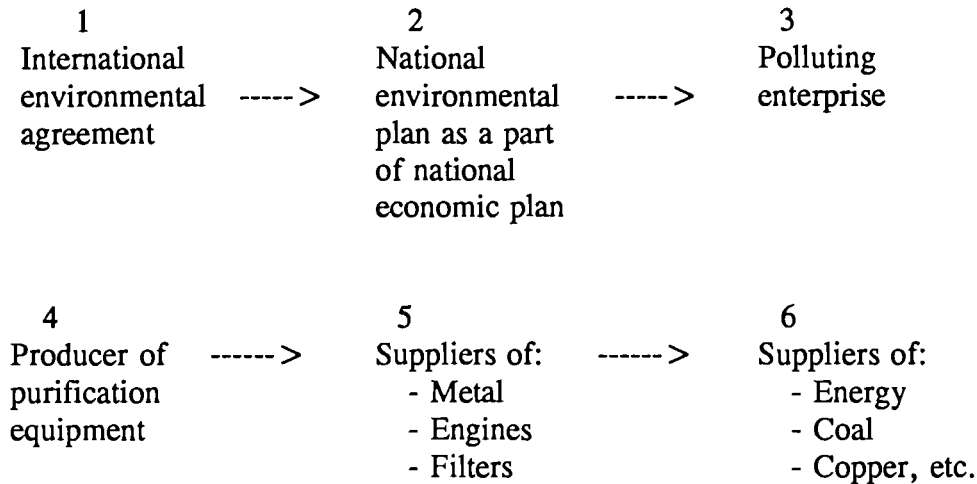 1 2 3
International National Polluting
environmental -----> environmental -----> enterprise
agreement plan as a part
of national
economic plan
4 5 6
Producer of ------> Suppliers of: ------> Suppliers of:
purification - Metal - Energy
equipment - Engines - Coal
- Filters - Copper, etc.